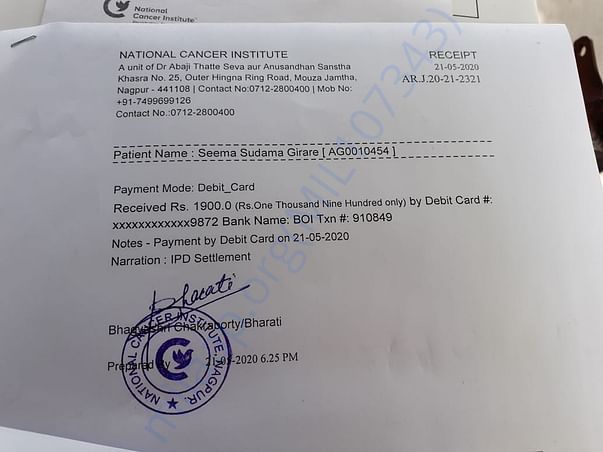 National
Cancer Institute
NATIONAL CANCER INSTITUTE
A unit of Dr Abaji Thatte Seva aur Anusandhan Sanstha
Khasra No. 25, Outer Hingna Ring Road, Mouza Jamtha,
Nagpur - 441108 | Contact No:0712-2800400 | Mob No:
+91-7499699126
Contact No.:0712-2800400
RECEIPT
21-05-2020
AR.J.20-21-2321
Patient Name : Seema Sudama Girare [ AG0010454 ]
Payment Mode: Debit_Card
Received Rs. 1900.0 (Rs.One Thousand Nine Hundred only) by Debit Card #:
xxxxxxxxxxxx9872 Bank Name: BOI Txn #: 910849
Notes - Payment by Debit Card on 21-05-2020
Narration : IPD Settlement
Bharati
Bhagyashri Chakraborty/Bharati
Prepared By 21-05-2020 6.25 PM
NATIONAL CANCER INSTITUTE, NAGPUR.